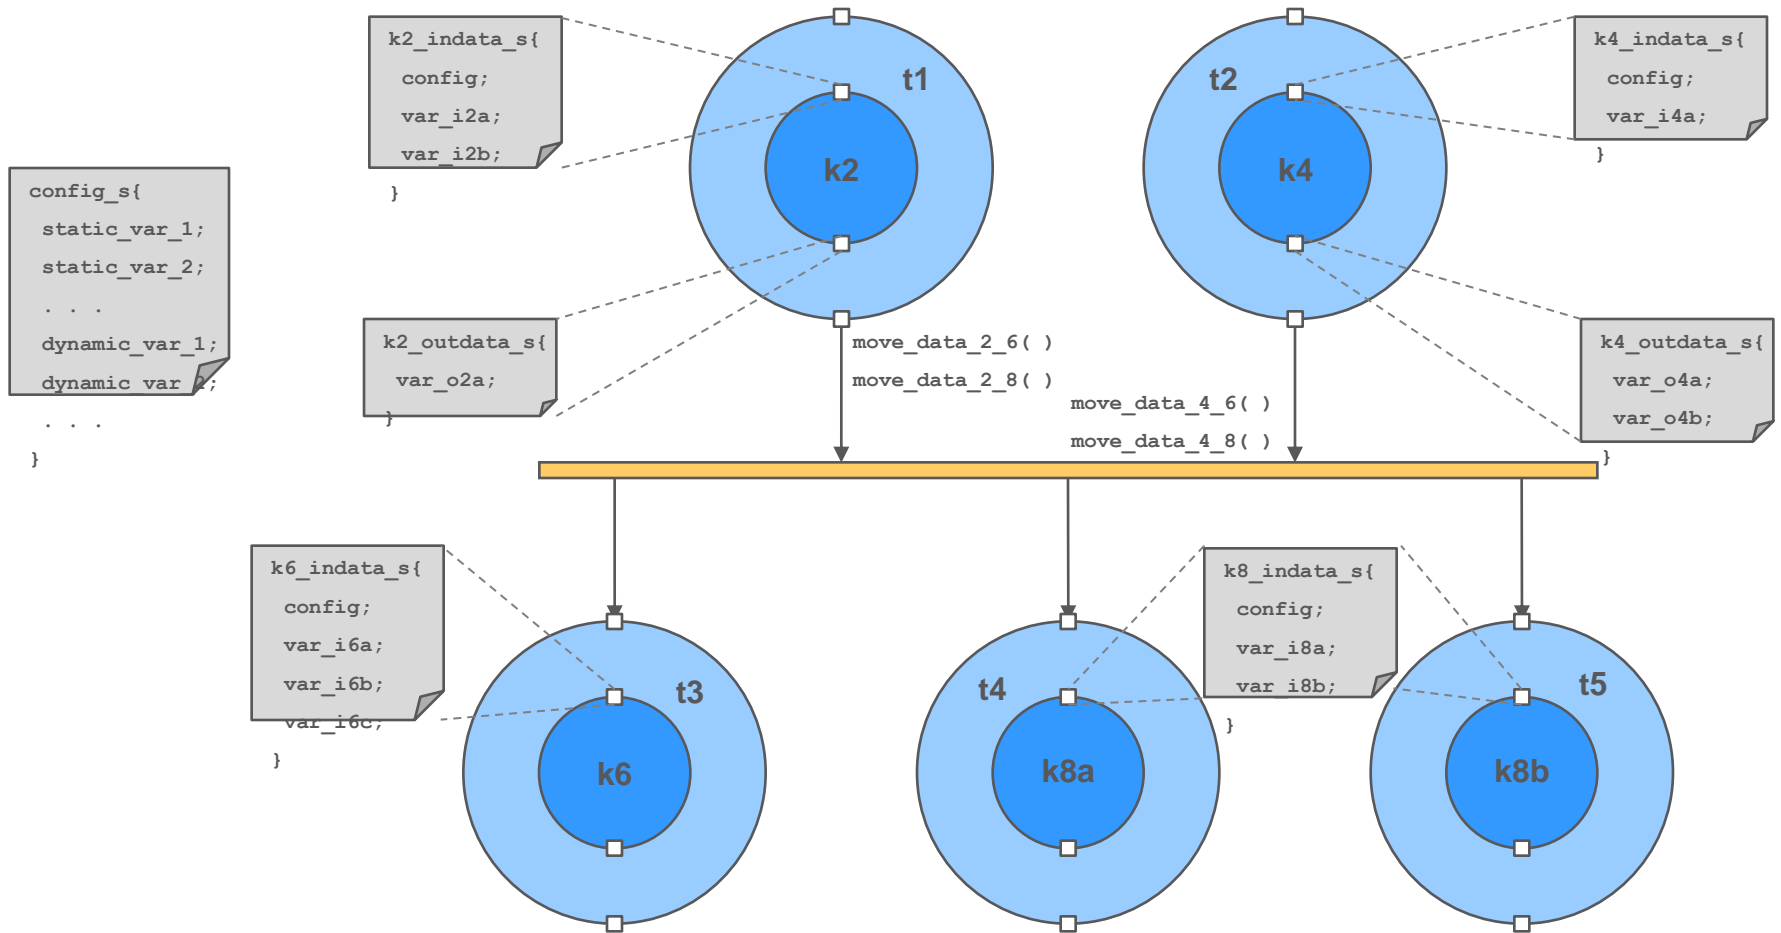 k2_indata_s{
config;
var_i2a;
var_i2b;
}
t1
k2
t2
k4
k4_indata_s{
config;
var_i4a;
}
config_s{
static_var_1;
static_var_2;
. . .
dynamic_var_1;
dynamic_var_2;
. . .
}
k2_outdata_s{
var_o2a;
}
move_data_2_6( )
move_data_2_8( )
move_data_4_6( )
move_data_4_8( )
k4_outdata_s{
var_o4a;
var_o4b;
}
k6_indata_s{
config;
var_i6a;
var_i6b;
var_i6c;
}
t3
k6
t4
k8a
k8_indata_s{
config;
var_i8a;
var_i8b;
}
t5
k8b